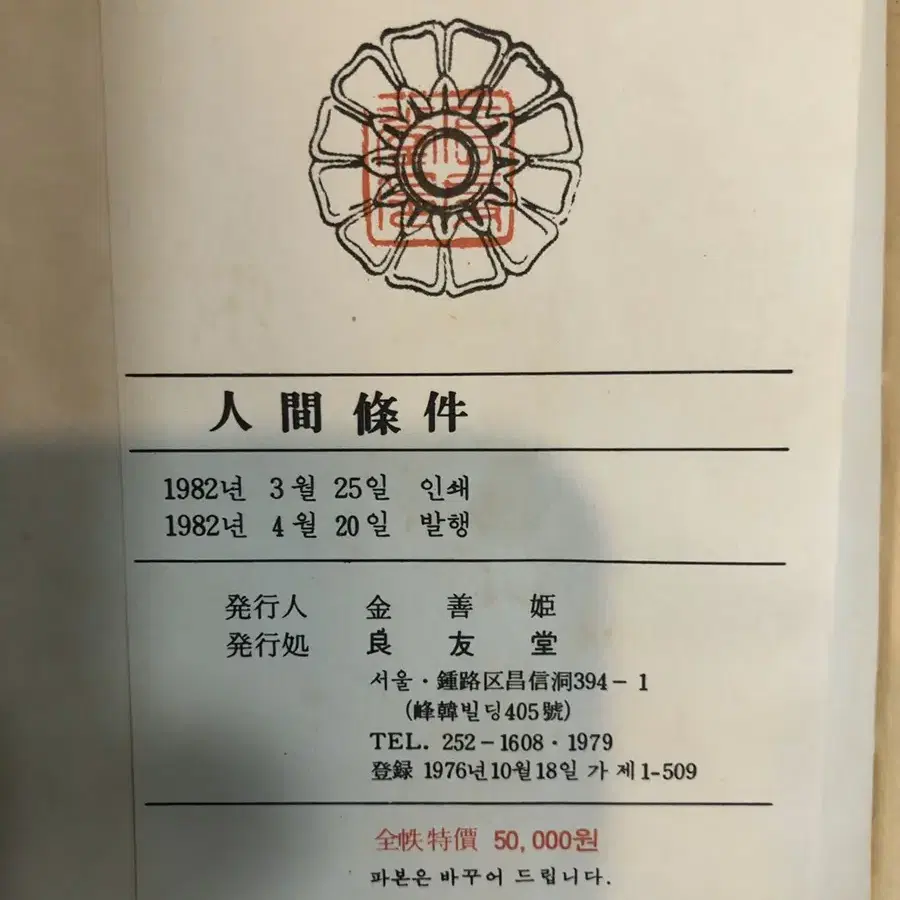 人間條件
1982년 3월 25일 인쇄
1982년 4월 20일 발행
発行人 金善姫
発行処 良友堂
서울·鍾路区昌信洞394-1
(峰韓빌딩405號)
TEL. 252-1608·1979
登録 1976년10월18일 가 제1-509
全帙特價 50,000원
파본은 바꾸어 드립니다.